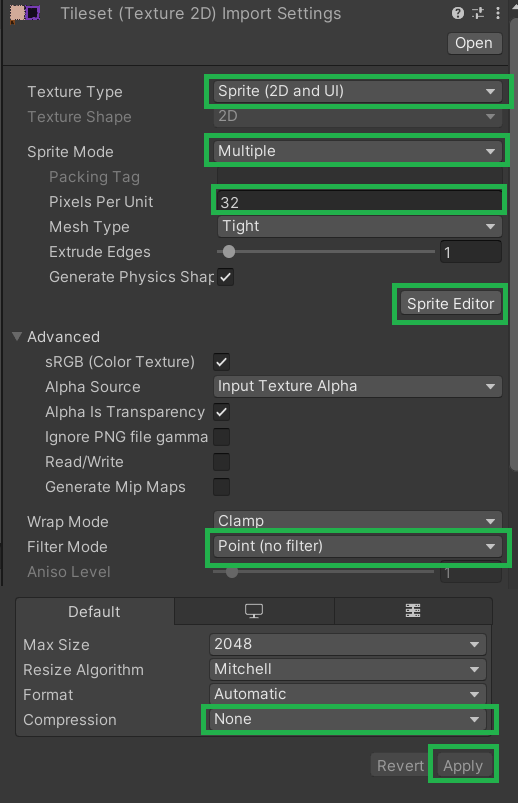 Tileset (Texture 2D) Import Settings
Open
Texture Type Sprite (2D and UI)
Texture Shape 2D
Sprite Mode Multiple
Packing Tag
Pixels Per Unit 32
Mesh Type Tight
Extrude Edges 1
Generate Physics Shap
Sprite Editor
Advanced
sRGB (Color Texture)
Alpha Source Input Texture Alpha
Alpha Is Transparency
Ignore PNG file gamma
Read/Write
Generate Mip Maps
Wrap Mode Clamp
Filter Mode Point (no filter)
Aniso Level 1
Default
Max Size 2048
Resize Algorithm Mitchell
Format Automatic
Compression None
Revert Apply